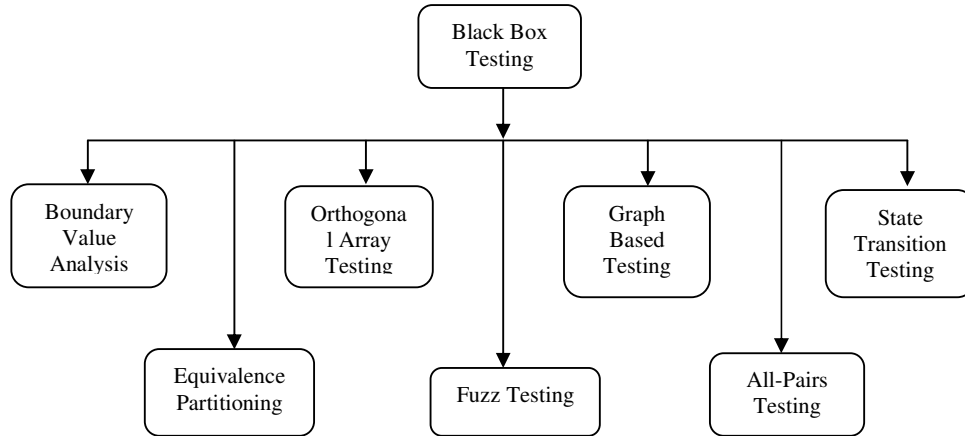 Black Box
Testing
Boundary
Value
Analysis
Orthogona
l Array
Testing
Graph
Based
Testing
State
Transition
Testing
Equivalence
Partitioning
Fuzz Testing
All-Pairs
Testing